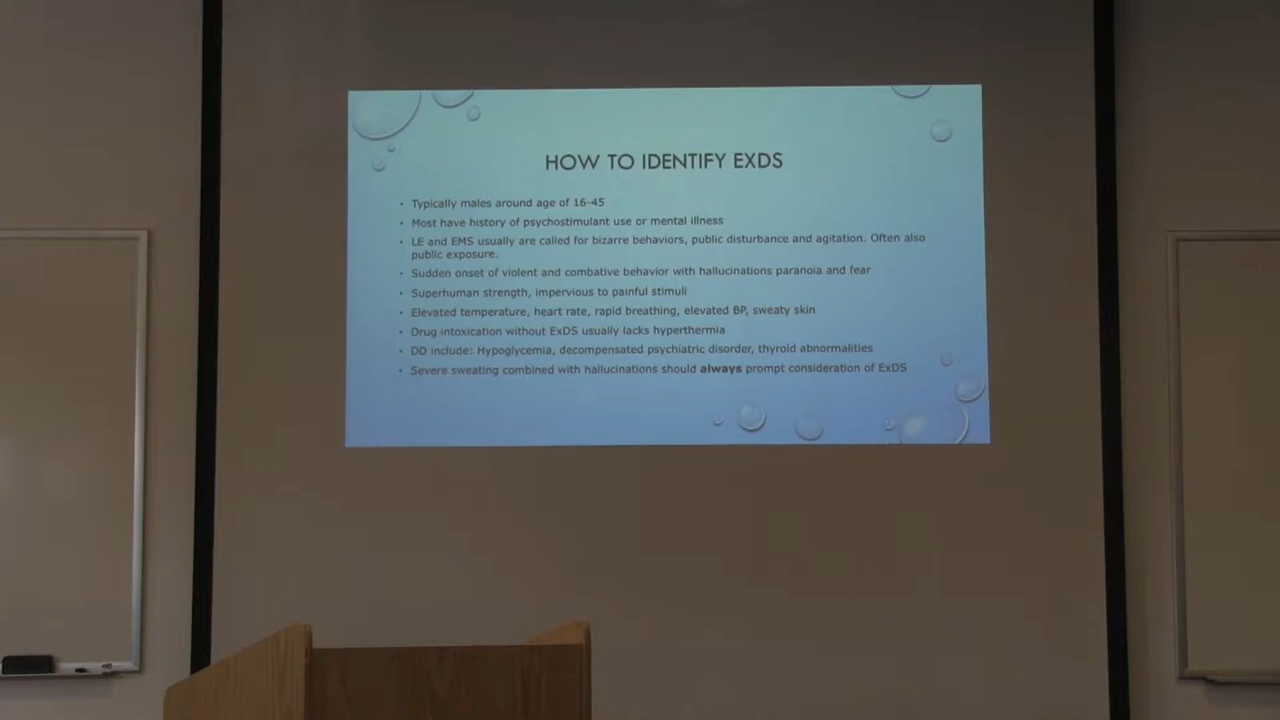 HOW TO IDENTIFY EXDS
• Typically males around age of 16-45
• Most have history of psychostimulant use or mental illness
• LE and EMS usually are called for bizarre behaviors, public disturbance and agitation. Often also
public exposure.
• Sudden onset of violent and combative behavior with hallucinations paranoia and fear
• Superhuman strength, impervious to painful stimuli
• Elevated temperature, heart rate, rapid breathing, elevated BP, sweaty skin
• Drug intoxication without ExDS usually lacks hyperthermia
• DD include: Hypoglycemia, decompensated psychiatric disorder, thyroid abnormalities
• Severe sweating combined with hallucinations should always prompt consideration of ExDS